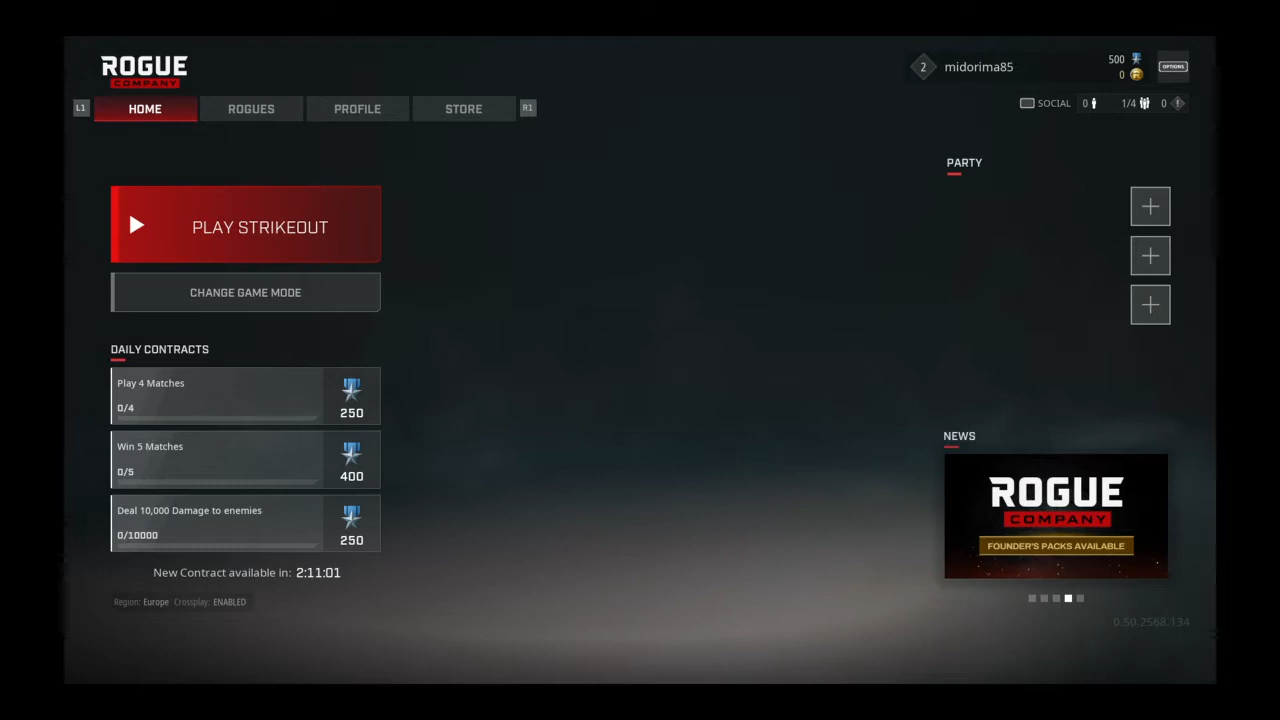 ROGUE
COMPANY
2 midorima85
500
0
OPTIONS
L1 HOME ROGUES PROFILE STORE R1
SOCIAL 0 1/4 0
PARTY
PLAY STRIKEOUT
CHANGE GAME MODE
DAILY CONTRACTS
Play 4 Matches
0/4
250
Win 5 Matches
0/5
400
Deal 10,000 Damage to enemies
0/10000
250
New Contract available in: 2:11:01
Region: Europe Crossplay: ENABLED
NEWS
ROGUE
COMPANY
FOUNDER'S PACKS AVAILABLE
0.50.2568.134